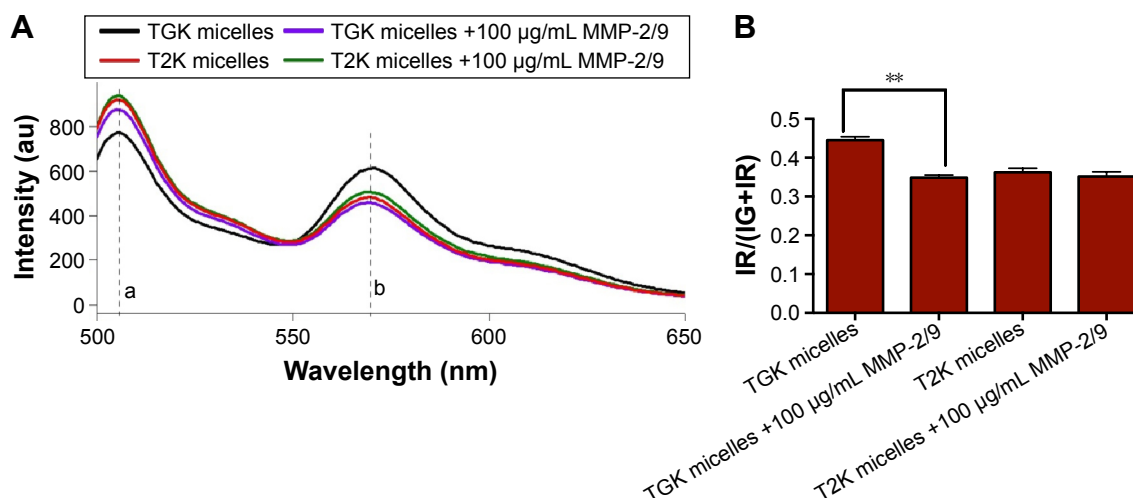 A
TGK micelles
TGK micelles +100 µg/mL MMP-2/9
T2K micelles
T2K micelles +100 µg/mL MMP-2/9
Intensity (au)
800
600
400
200
0
a
b
500
550
600
650
Wavelength (nm)
B
**
IR/(IG+IR)
0.5
0.4
0.3
0.2
0.1
0.0
TGK micelles
TGK micelles +100 µg/mL MMP-2/9
T2K micelles
T2K micelles +100 µg/mL MMP-2/9